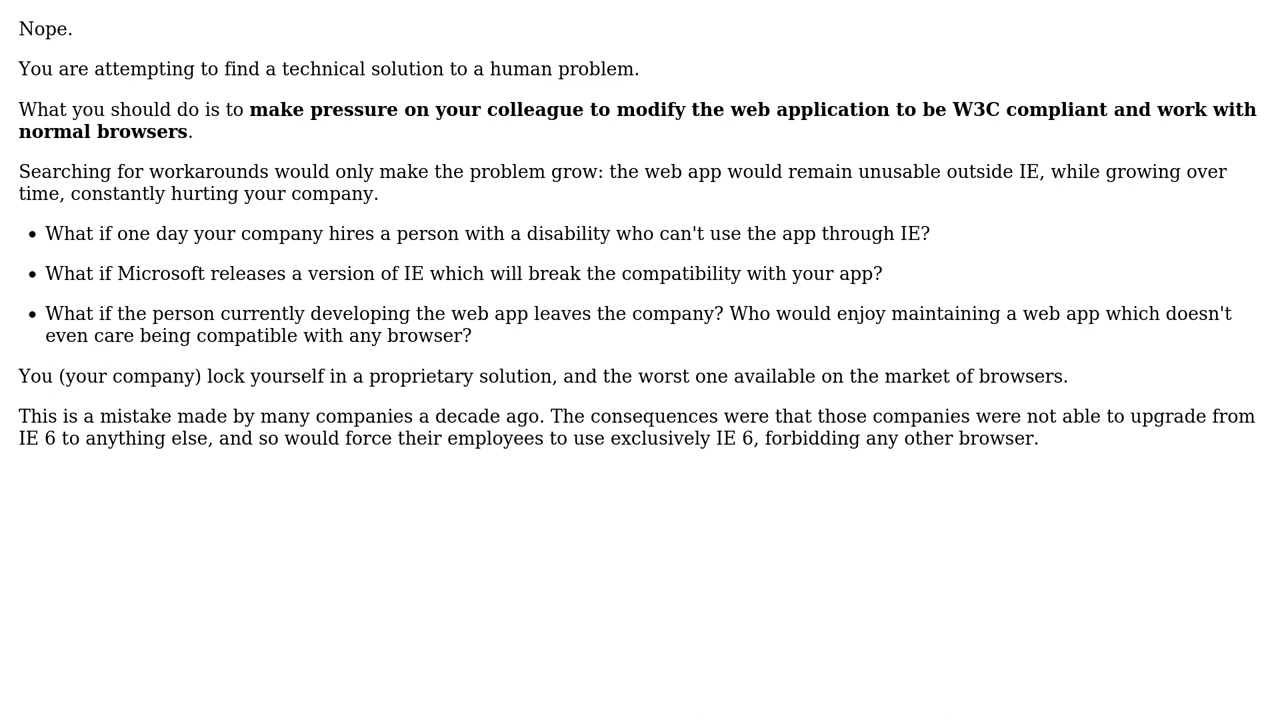 Nope.
You are attempting to find a technical solution to a human problem.
What you should do is to make pressure on your colleague to modify the web application to be W3C compliant and work with
normal browsers.
Searching for workarounds would only make the problem grow: the web app would remain unusable outside IE, while growing over
time, constantly hurting your company.
• What if one day your company hires a person with a disability who can't use the app through IE?
• What if Microsoft releases a version of IE which will break the compatibility with your app?
• What if the person currently developing the web app leaves the company? Who would enjoy maintaining a web app which doesn't
even care being compatible with any browser?
You (your company) lock yourself in a proprietary solution, and the worst one available on the market of browsers.
This is a mistake made by many companies a decade ago. The consequences were that those companies were not able to upgrade from
IE 6 to anything else, and so would force their employees to use exclusively IE 6, forbidding any other browser.